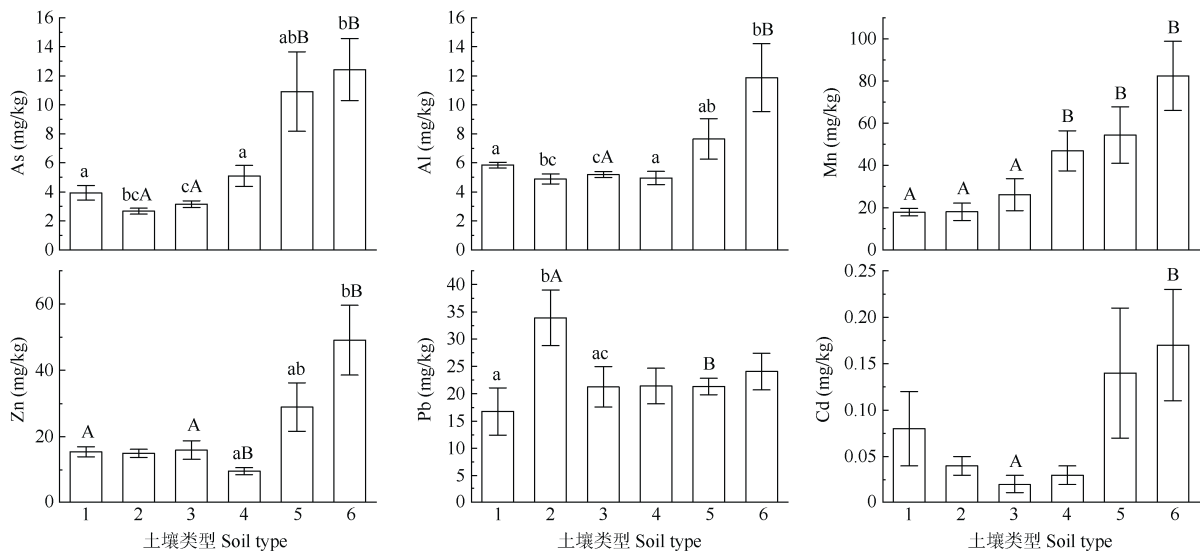 16
14
12
10
8
6
4
2
0
As (mg/kg)
a
bcA
cA
a
abB
bB
16
14
12
10
8
6
4
2
0
Al (mg/kg)
a
bc
cA
a
ab
bB
100
80
60
40
20
0
Mn (mg/kg)
A
A
A
B
B
B
60
40
20
0
Zn (mg/kg)
A
A
aB
ab
bB
1 2 3 4 5 6
土壤类型 Soil type
40
35
30
25
20
15
10
5
0
Pb (mg/kg)
a
bA
ac
B
1 2 3 4 5 6
土壤类型 Soil type
0.25
0.20
0.15
0.10
0.05
0
Cd (mg/kg)
A
B
1 2 3 4 5 6
土壤类型 Soil type